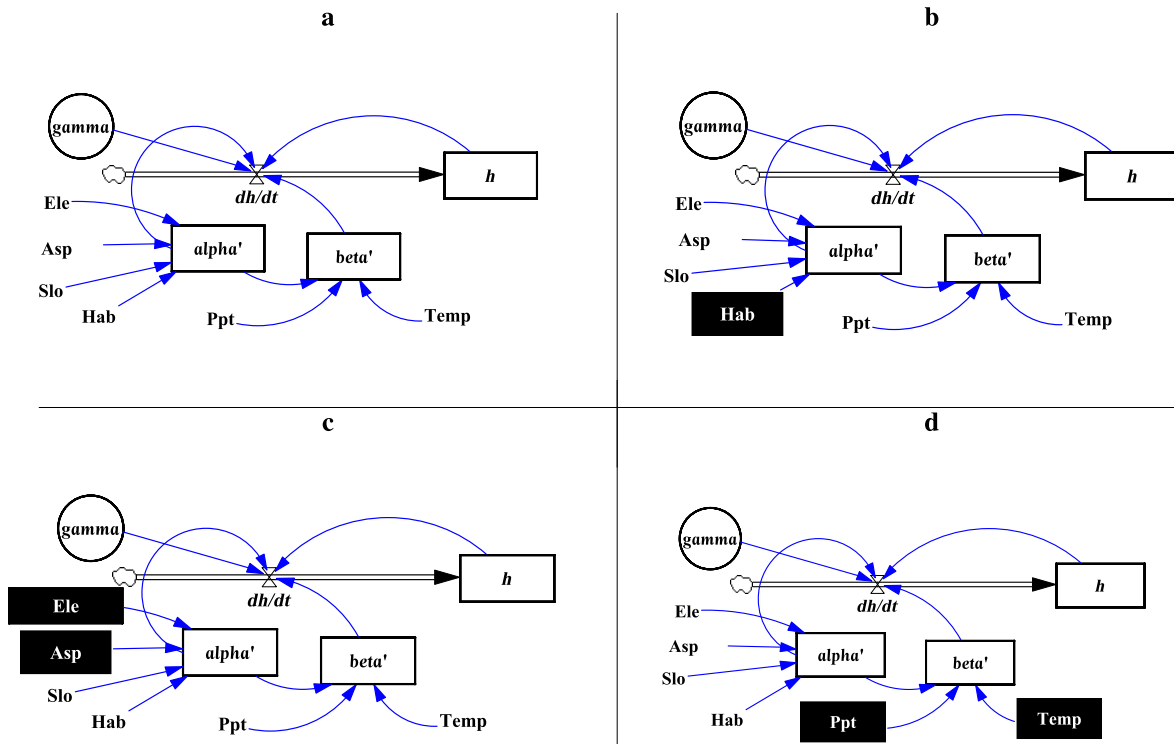 a
gamma
h
dh/dt
Ele
Asp
alpha'
beta'
Slo
Hab
Ppt
Temp
b
gamma
h
dh/dt
Ele
Asp
alpha'
beta'
Slo
Hab
Ppt
Temp
c
gamma
h
dh/dt
Ele
Asp
alpha'
beta'
Slo
Hab
Ppt
Temp
d
gamma
h
dh/dt
Ele
Asp
alpha'
beta'
Slo
Hab
Ppt
Temp